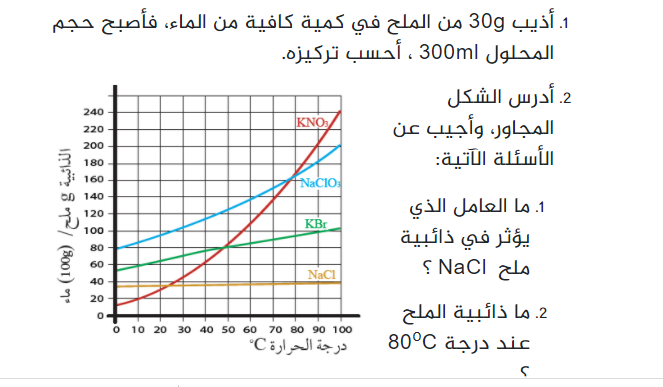 1. أذيب 30g من الملح في كمية كافية من الماء، فأصبح حجم
المحلول 300ml ، أحسب تركيزه.
2. أدرس الشكل
المجاور، وأجيب عن
الأسئلة الآتية:
1. ما العامل الذي
يؤثر في ذائبية
ملح NaCl ؟
2. ما ذائبية الملح
عند درجة 80⁰C
؟
الذائبية g ملح/ (100g) ماء
240
220
200
180
160
140
120
100
80
60
40
20
0
KNO₃
NaClO₃
KBr
NaCl
0 10 20 30 40 50 60 70 80 90 100
درجة الحرارة C°